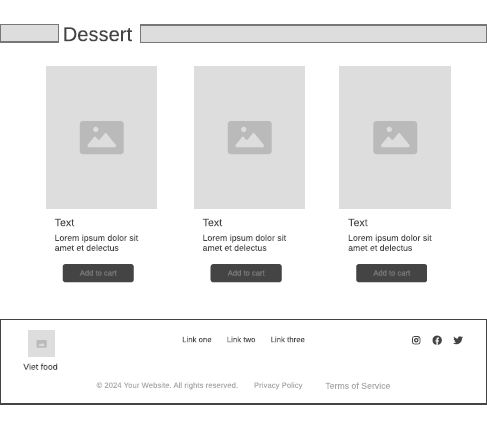 Dessert
Text
Lorem ipsum dolor sit
amet et delectus
Add to cart
Text
Lorem ipsum dolor sit
amet et delectus
Add to cart
Text
Lorem ipsum dolor sit
amet et delectus
Add to cart
Viet food
Link one Link two Link three
© 2024 Your Website. All rights reserved. Privacy Policy Terms of Service